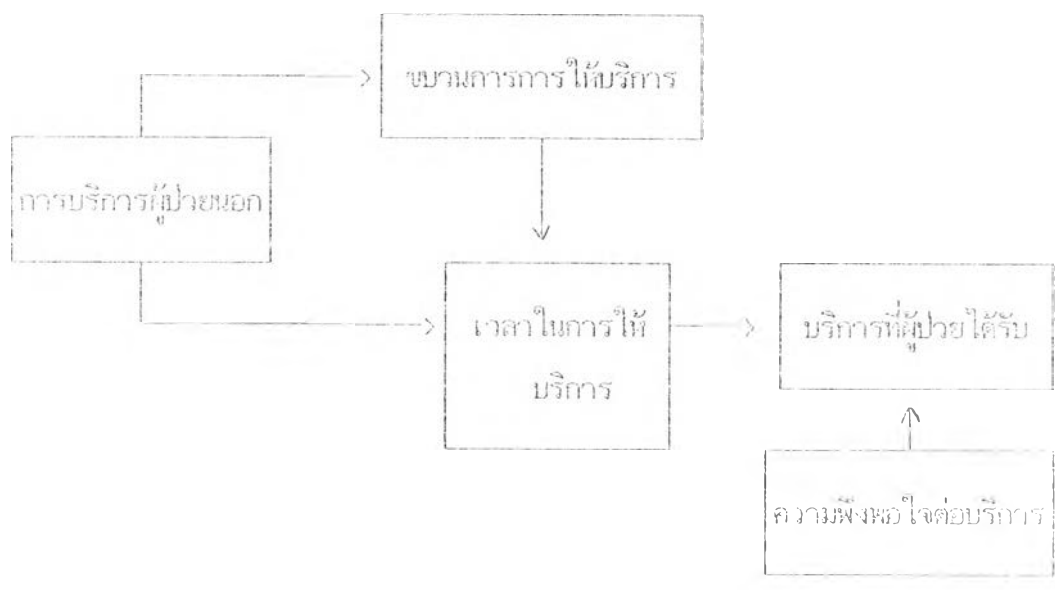 ขบวนการการให้บริการ
การบริการผู้ป่วยนอก
เวลาในการให้
บริการ
บริการที่ผู้ป่วยได้รับ
ความพึงพอใจต่อบริการ